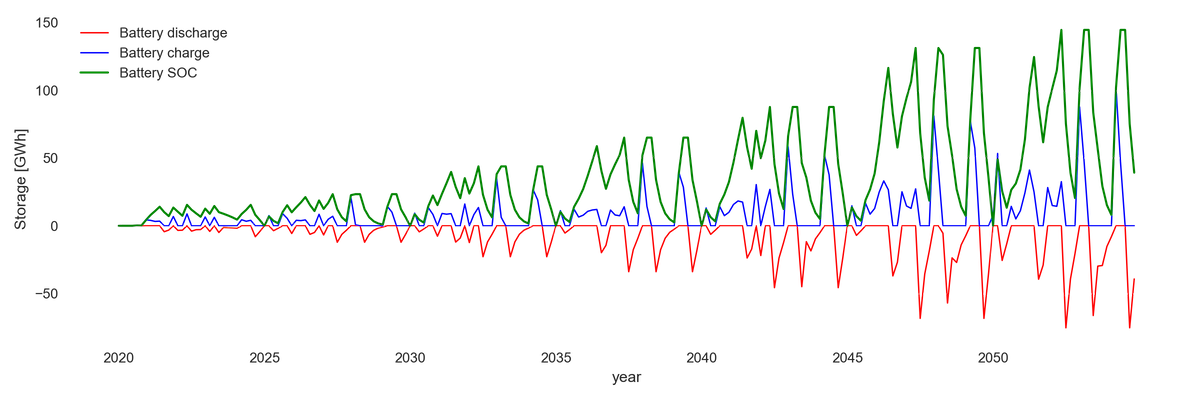 150
100
50
0
−50
Storage [GWh]
Battery discharge
Battery charge
Battery SOC
2020 2025 2030 2035 2040 2045 2050
year